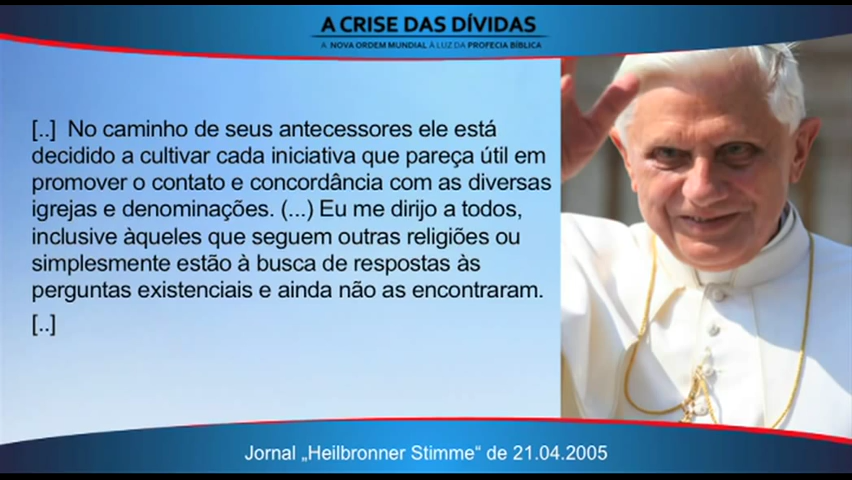 A CRISE DAS DÍVIDAS
A NOVA ORDEM MUNDIAL À LUZ DA PROFECIA BÍBLICA
[..] No caminho de seus antecessores ele está
decidido a cultivar cada iniciativa que pareça útil em
promover o contato e concordância com as diversas
igrejas e denominações. (...) Eu me dirijo a todos,
inclusive àqueles que seguem outras religiões ou
simplesmente estão à busca de respostas às
perguntas existenciais e ainda não as encontraram.
[..]
Jornal „Heilbronner Stimme“ de 21.04.2005